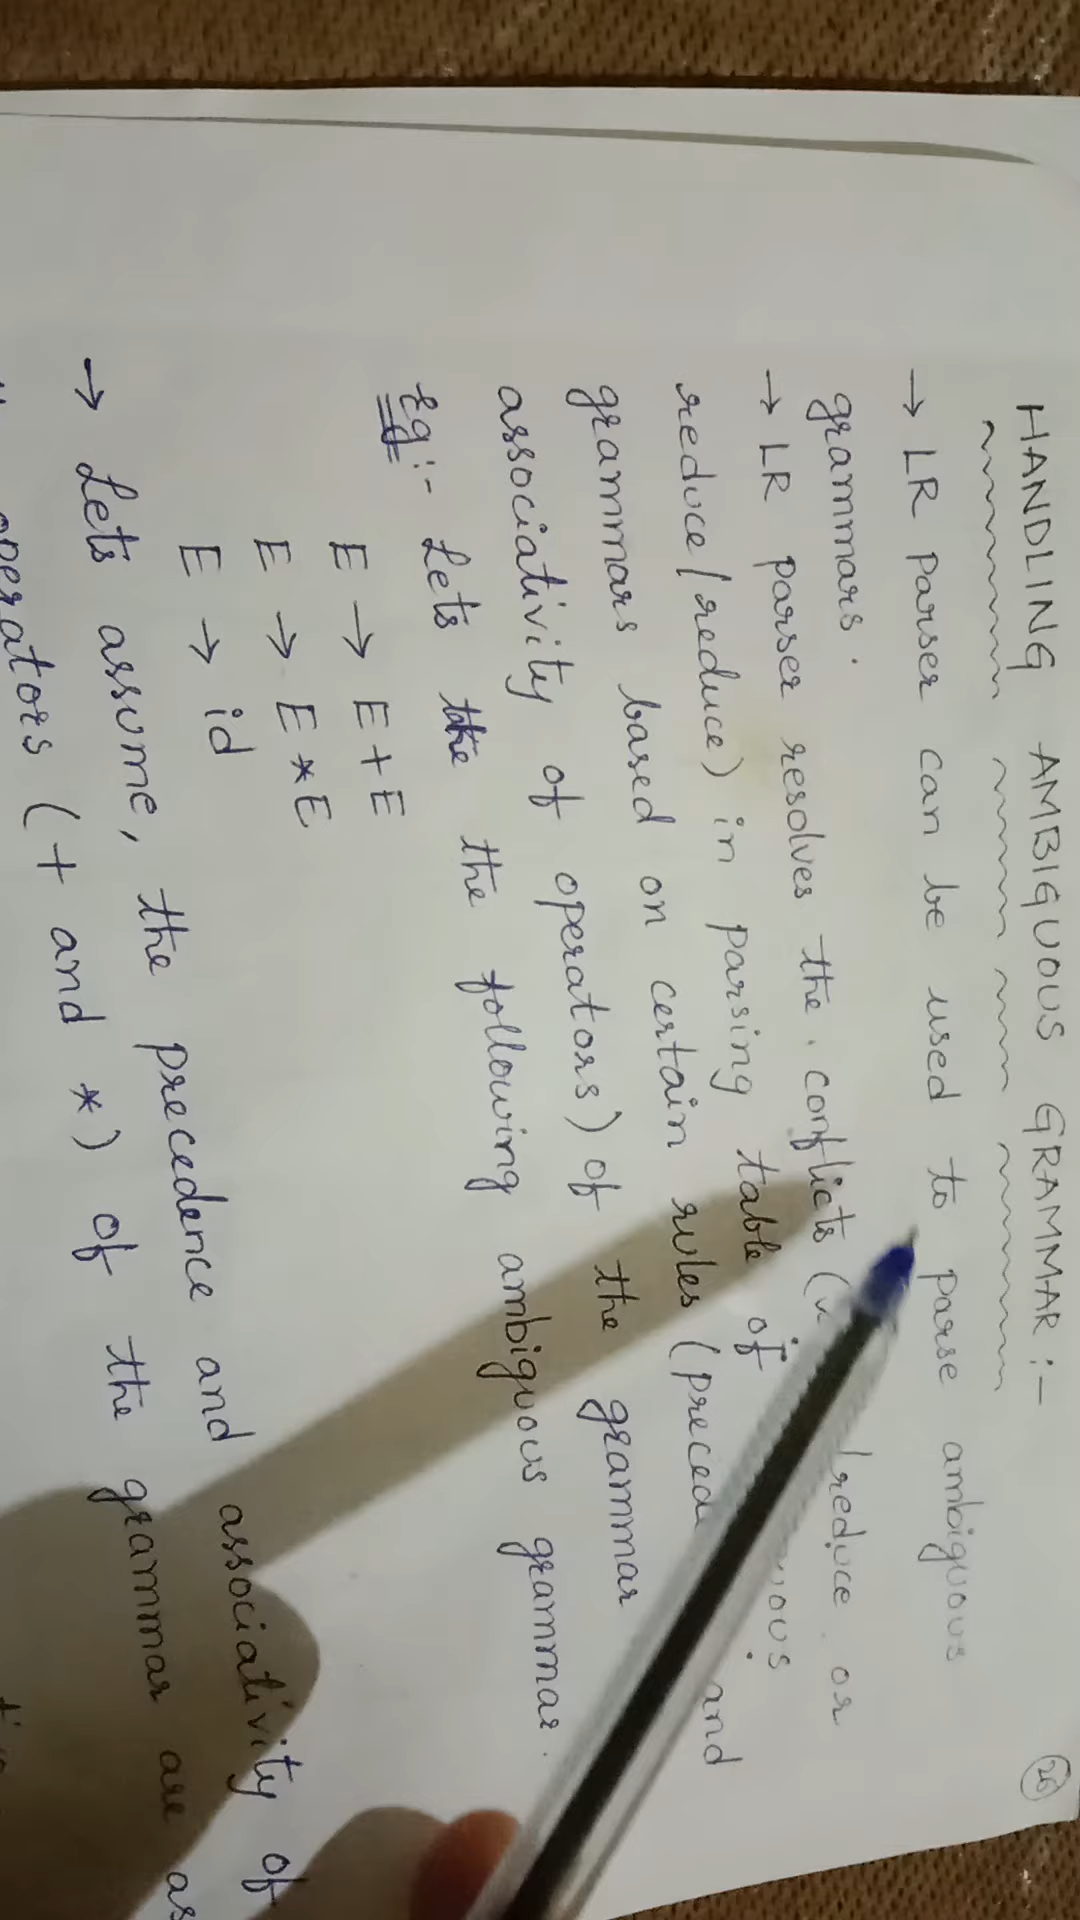 26
HANDLING AMBIGUOUS GRAMMAR :-
→ LR parser can be used to parse ambiguous
grammars.
→ LR parser resolves the conflicts ( reduce or
reduce/reduce) in parsing table of
grammars based on certain rules ( and
associativity of operators) of the grammar
Eg:- Lets take the following ambiguous grammar.
E → E + E
E → E * E
E → id
→ Lets assume, the precedence and associativity of
operators (+ and *) of the grammar are as